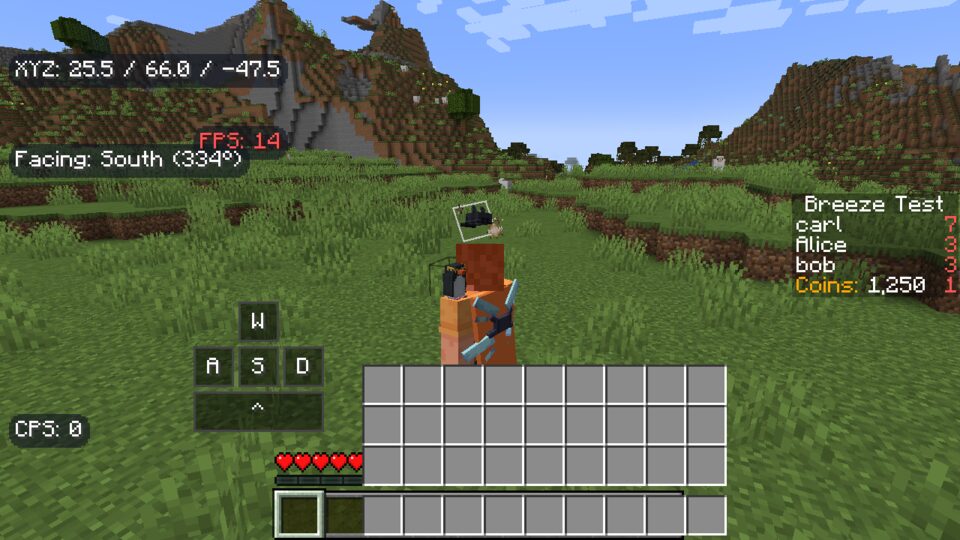 XYZ: 25.5 / 66.0 / -47.5
FPS: 14
Facing: South (334°)
Breeze Test
carl 7
Alice 3
bob 3
Coins: 1,250 1
W
A S D
^
CPS: 0